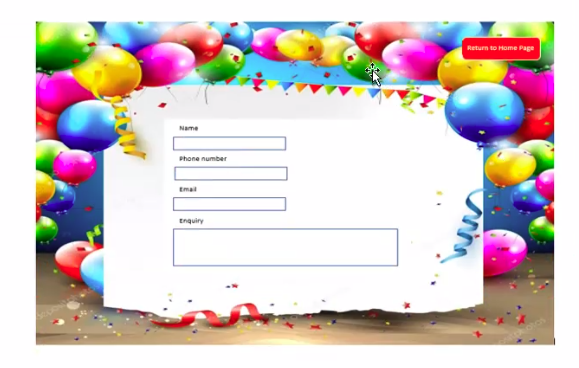 Return to Home Page
Name
Phone number
Email
Enquiry